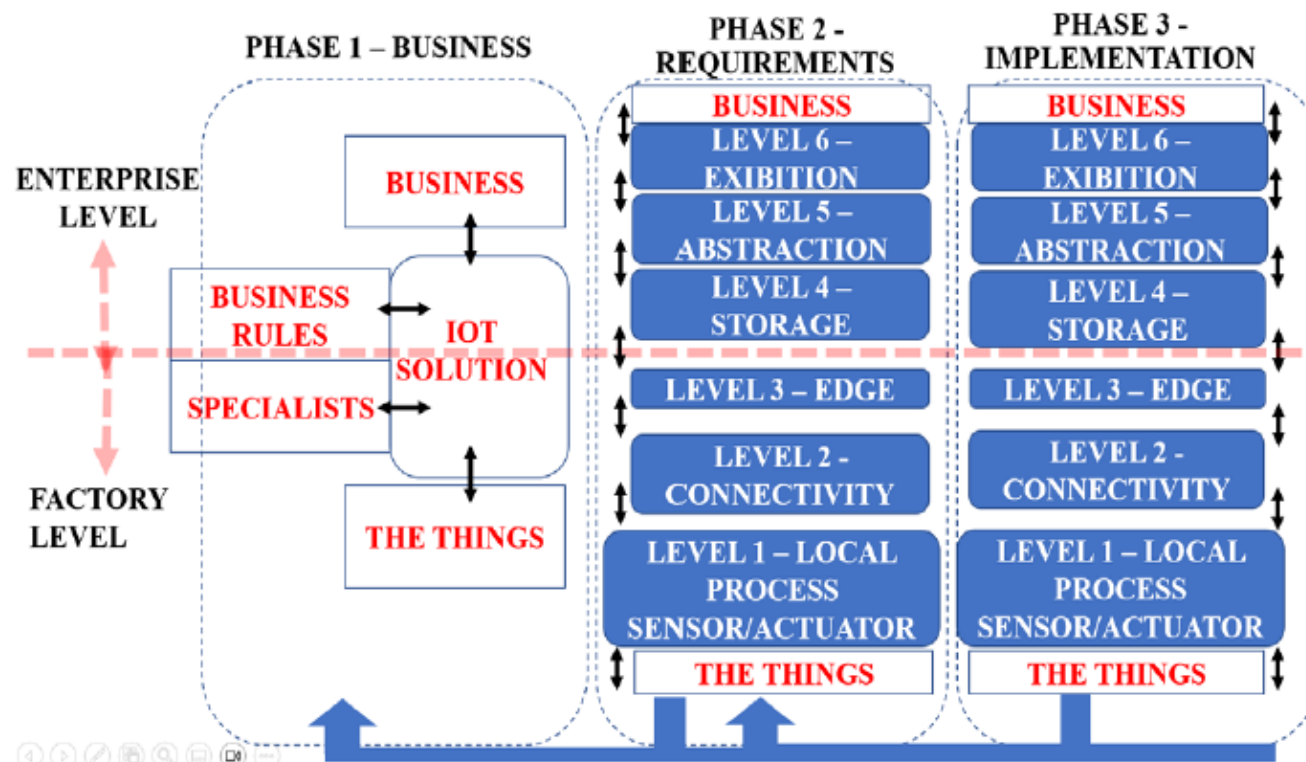 PHASE 1 – BUSINESS
ENTERPRISE
LEVEL
FACTORY
LEVEL
BUSINESS
BUSINESS
RULES
IOT
SOLUTION
SPECIALISTS
THE THINGS
PHASE 2 -
REQUIREMENTS
BUSINESS
LEVEL 6 –
EXIBITION
LEVEL 5 –
ABSTRACTION
LEVEL 4 –
STORAGE
LEVEL 3 – EDGE
LEVEL 2 -
CONNECTIVITY
LEVEL 1 – LOCAL
PROCESS
SENSOR/ACTUATOR
THE THINGS
PHASE 3 -
IMPLEMENTATION
BUSINESS
LEVEL 6 –
EXIBITION
LEVEL 5 –
ABSTRACTION
LEVEL 4 –
STORAGE
LEVEL 3 – EDGE
LEVEL 2 -
CONNECTIVITY
LEVEL 1 – LOCAL
PROCESS
SENSOR/ACTUATOR
THE THINGS